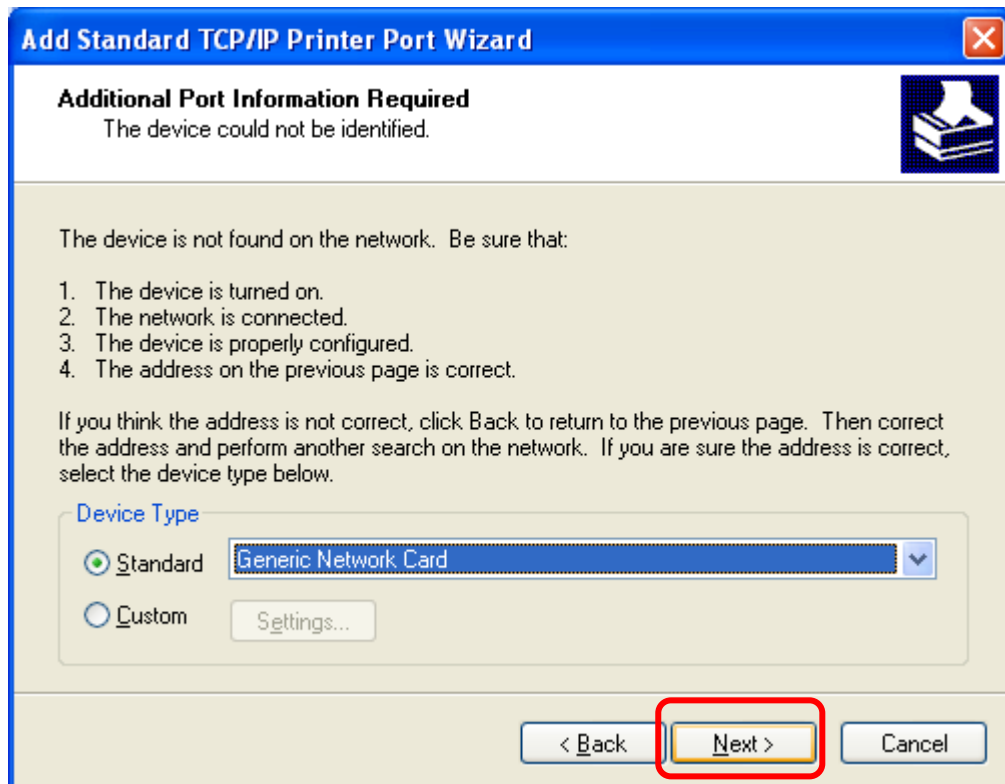 Add Standard TCP/IP Printer Port Wizard
Additional Port Information Required
The device could not be identified.
The device is not found on the network.  Be sure that:
1.  The device is turned on.
2.  The network is connected.
3.  The device is properly configured.
4.  The address on the previous page is correct.
If you think the address is not correct, click Back to return to the previous page.  Then correct
the address and perform another search on the network.  If you are sure the address is correct,
select the device type below.
Device Type
Standard
Generic Network Card
Custom
Settings...
< Back
Next >
Cancel